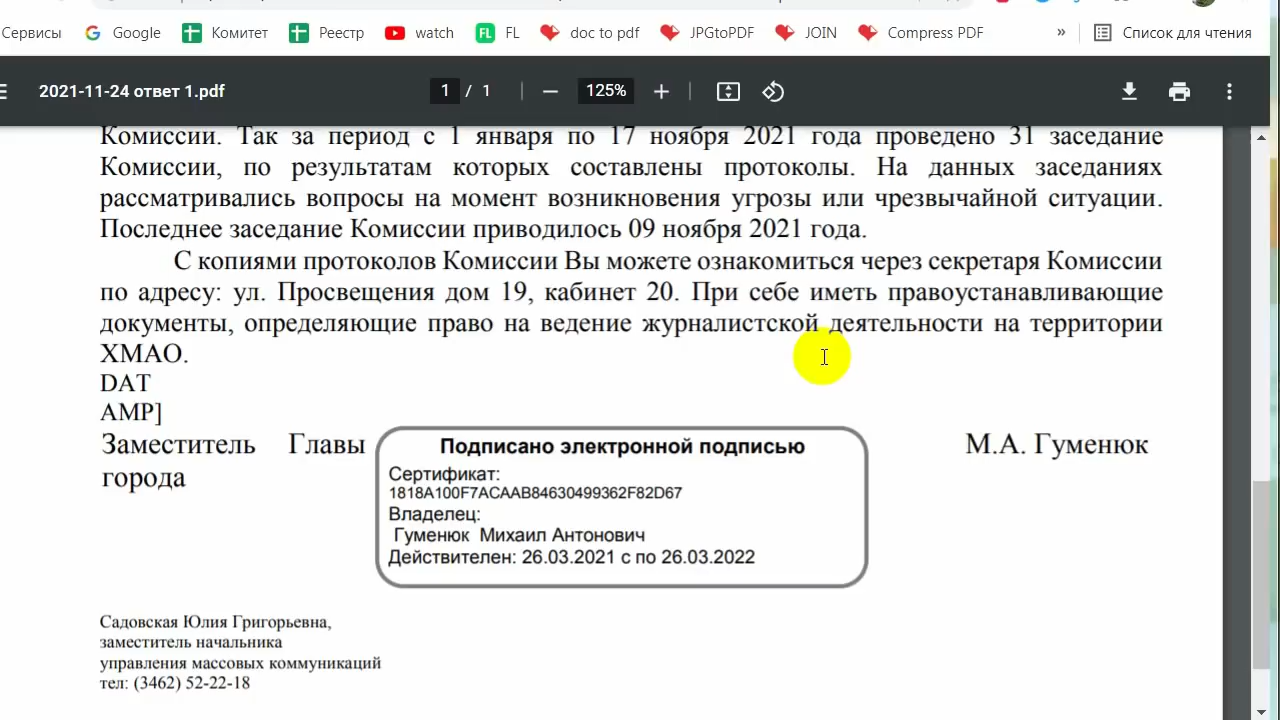 Сервисы Google Комитет Реестр watch FL FL doc to pdf JPGtoPDF JOIN Compress PDF » Список для чтения
2021-11-24 ответ 1.pdf 1 / 1 — 125% +
Комиссии. Так за период с 1 января по 17 ноября 2021 года проведено 31 заседание
Комиссии, по результатам которых составлены протоколы. На данных заседаниях
рассматривались вопросы на момент возникновения угрозы или чрезвычайной ситуации.
Последнее заседание Комиссии приводилось 09 ноября 2021 года.
С копиями протоколов Комиссии Вы можете ознакомиться через секретаря Комиссии
по адресу: ул. Просвещения дом 19, кабинет 20. При себе иметь правоустанавливающие
документы, определяющие право на ведение журналистской деятельности на территории
ХМАО.
DAT
AMP]
Заместитель Главы
города
Подписано электронной подписью
Сертификат:
1818A100F7ACAAB84630499362F82D67
Владелец:
Гуменюк Михаил Антонович
Действителен: 26.03.2021 с по 26.03.2022
М.А. Гуменюк
Садовская Юлия Григорьевна,
заместитель начальника
управления массовых коммуникаций
тел: (3462) 52-22-18